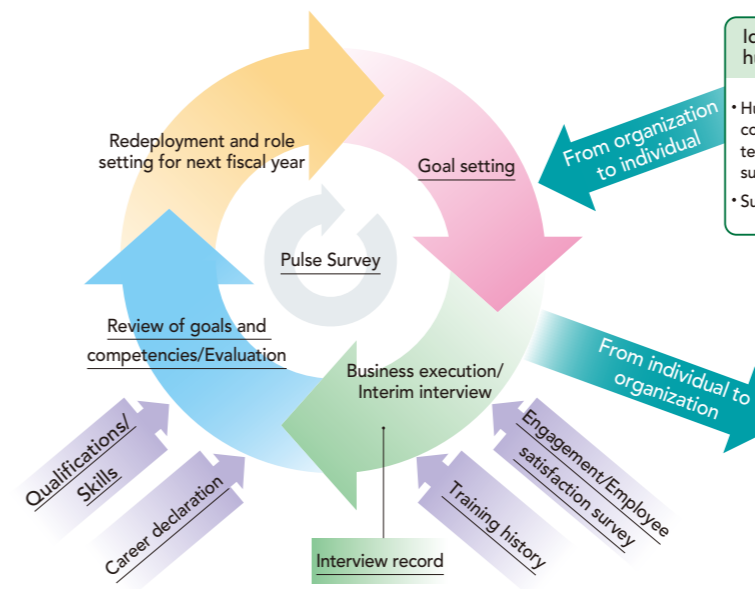 Redeployment and role
setting for next fiscal year
Goal setting
From organization
to individual
Pulse Survey
Review of goals and
competencies/Evaluation
Business execution/
Interim interview
From individual to
organization
Qualifications/
Skills
Career declaration
Interview record
Training history
Engagement/Employee
satisfaction survey